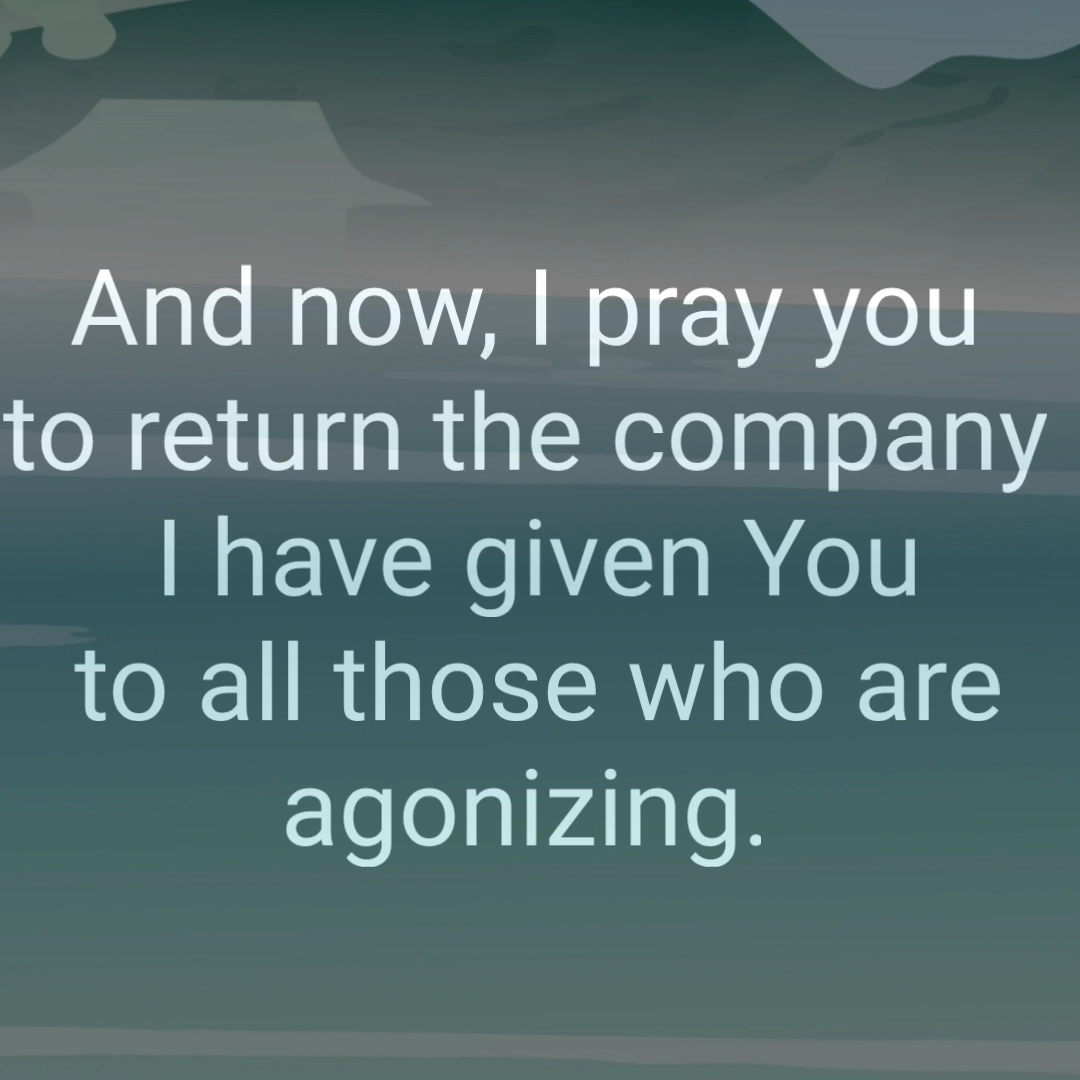 And now, I pray you
to return the company
I have given You
to all those who are
agonizing.